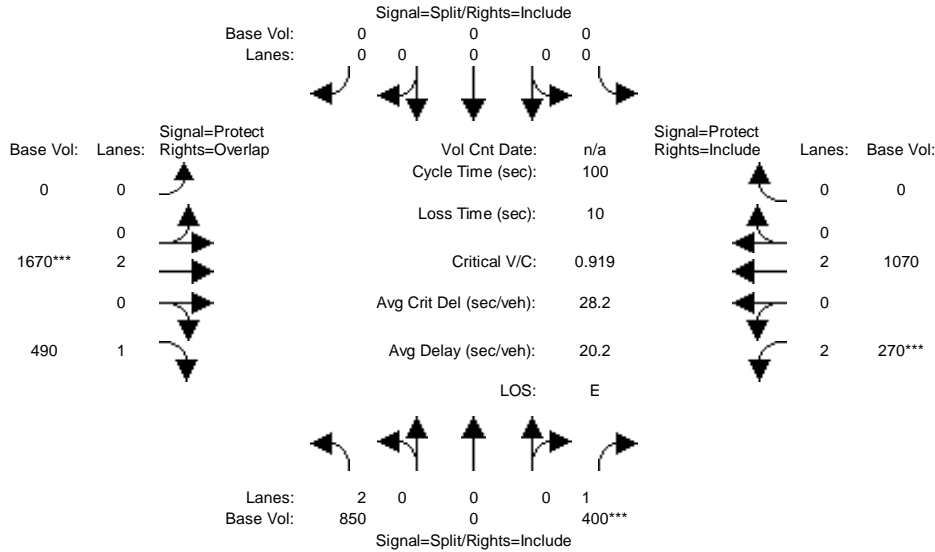 Signal=Split/Rights=Include
Base Vol: 0 0 0
Lanes: 0 0 0 0 0
Signal=Protect Signal=Protect
Base Vol: Lanes: Rights=Overlap Vol Cnt Date: n/a Rights=Include Lanes: Base Vol:
Cycle Time (sec): 100
0 0 0 0
Loss Time (sec): 10
0 0
1670*** 2 Critical V/C: 0.919 2 1070
0 Avg Crit Del (sec/veh): 28.2 0
490 1 Avg Delay (sec/veh): 20.2 2 270***
LOS: E
Lanes: 2 0 0 0 1
Base Vol: 850 0 400***
Signal=Split/Rights=Include